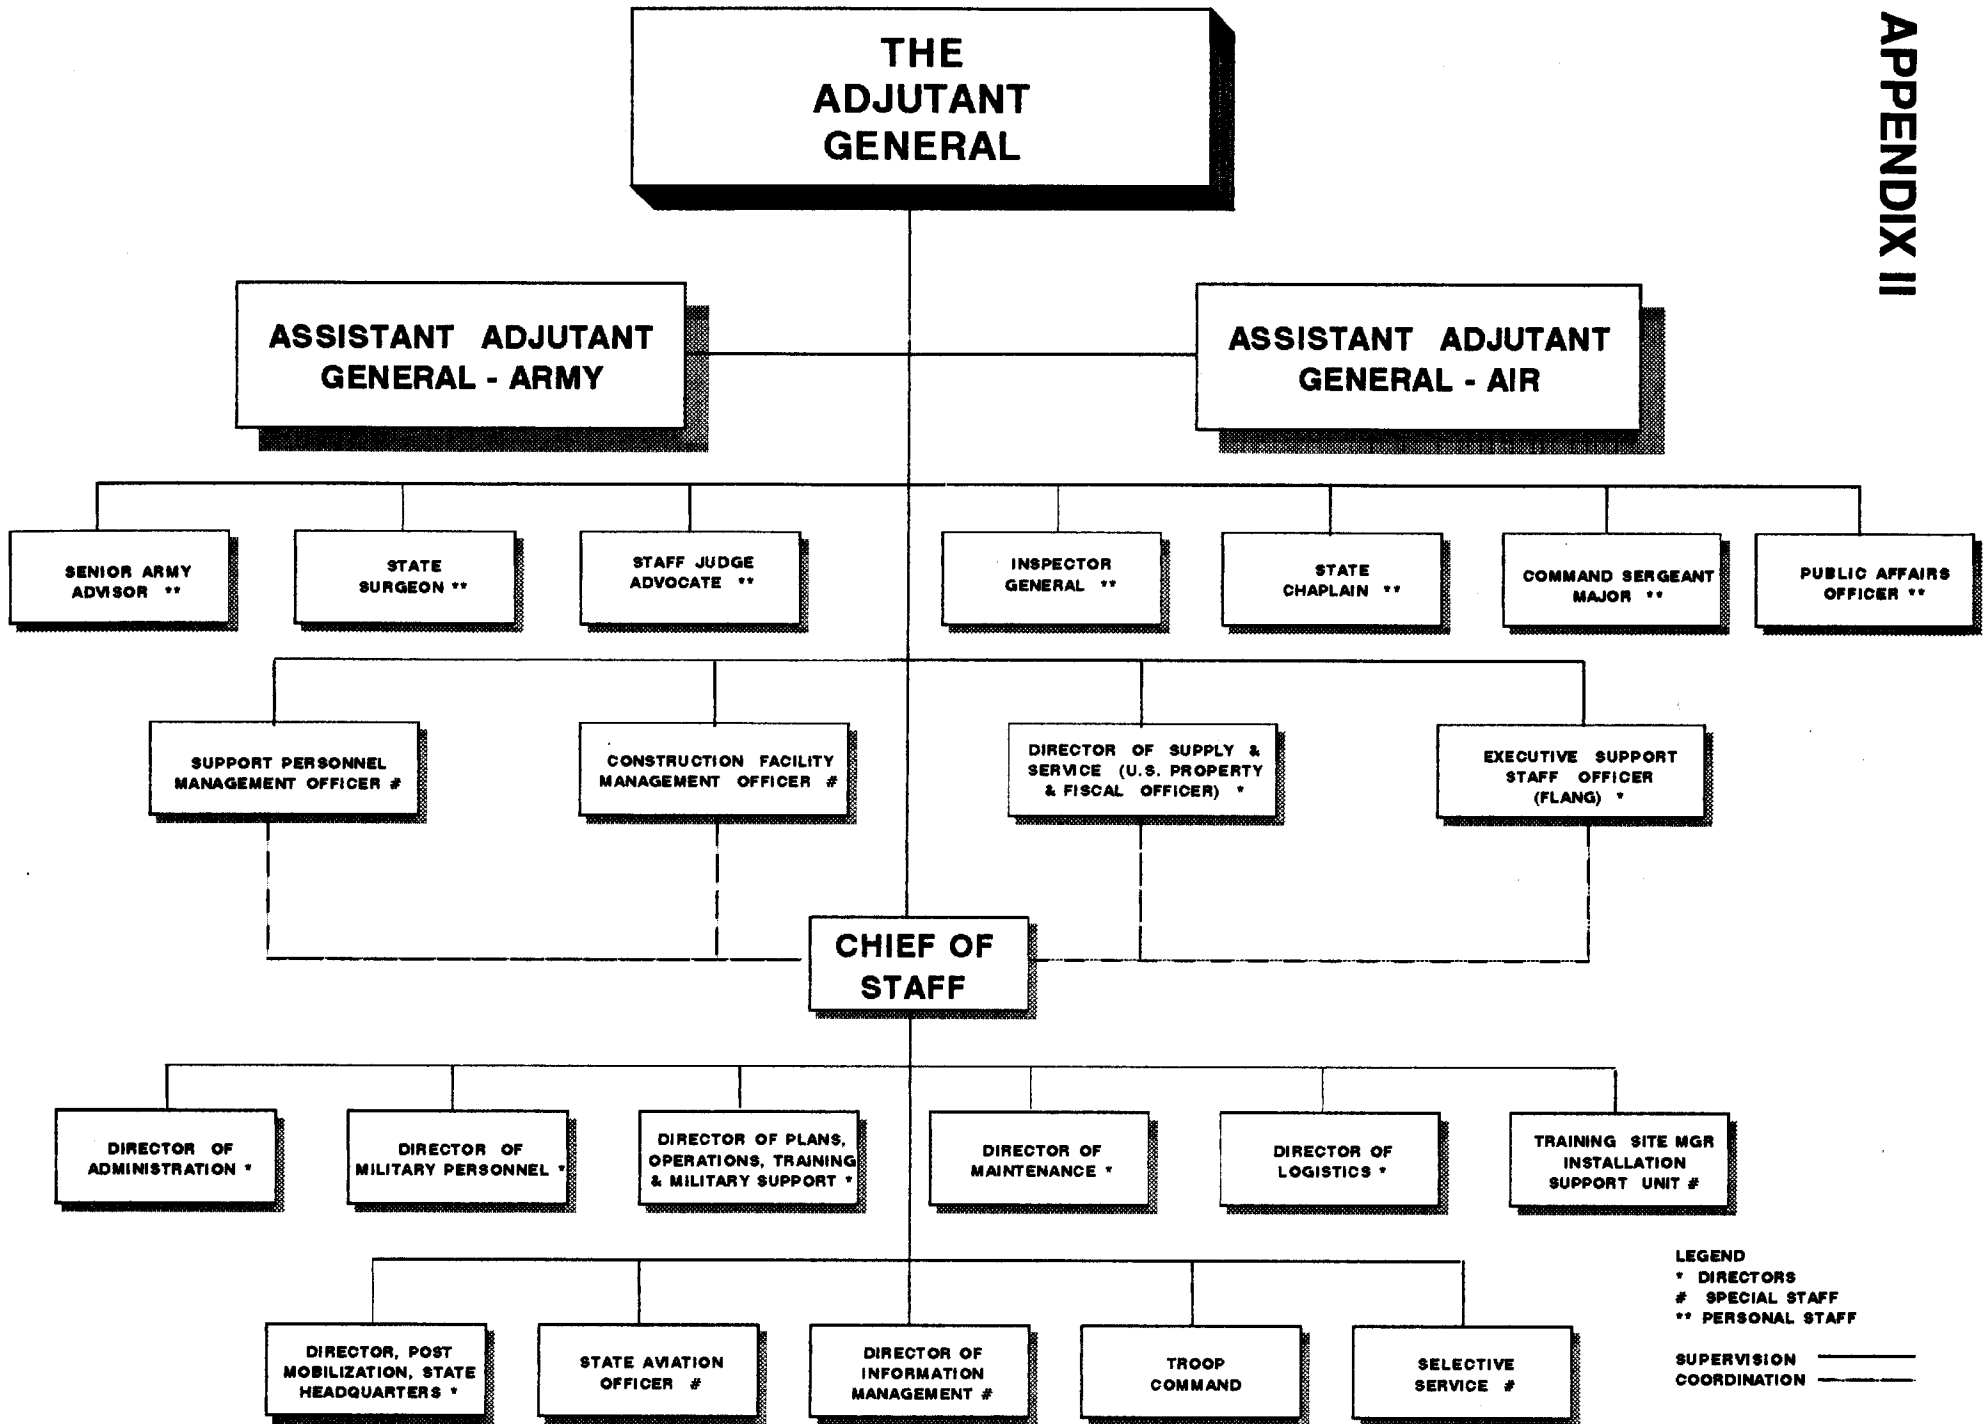 APPENDIX II
THE
ADJUTANT
GENERAL
ASSISTANT ADJUTANT
GENERAL - ARMY
ASSISTANT ADJUTANT
GENERAL - AIR
SENIOR ARMY
ADVISOR **
STATE
SURGEON **
STAFF JUDGE
ADVOCATE **
INSPECTOR
GENERAL **
STATE
CHAPLAIN **
COMMAND SERGEANT
MAJOR **
PUBLIC AFFAIRS
OFFICER **
SUPPORT PERSONNEL
MANAGEMENT OFFICER #
CONSTRUCTION FACILITY
MANAGEMENT OFFICER #
DIRECTOR OF SUPPLY &
SERVICE (U.S. PROPERTY
& FISCAL OFFICER) *
EXECUTIVE SUPPORT
STAFF OFFICER
(FLANG) *
CHIEF OF
STAFF
DIRECTOR OF
ADMINISTRATION *
DIRECTOR OF
MILITARY PERSONNEL *
DIRECTOR OF PLANS,
OPERATIONS, TRAINING
& MILITARY SUPPORT *
DIRECTOR OF
MAINTENANCE *
DIRECTOR OF
LOGISTICS *
TRAINING SITE MGR
INSTALLATION
SUPPORT UNIT #
DIRECTOR, POST
MOBILIZATION, STATE
HEADQUARTERS *
STATE AVIATION
OFFICER #
DIRECTOR OF
INFORMATION
MANAGEMENT #
TROOP
COMMAND
SELECTIVE
SERVICE #
LEGEND
* DIRECTORS
# SPECIAL STAFF
** PERSONAL STAFF
SUPERVISION
COORDINATION